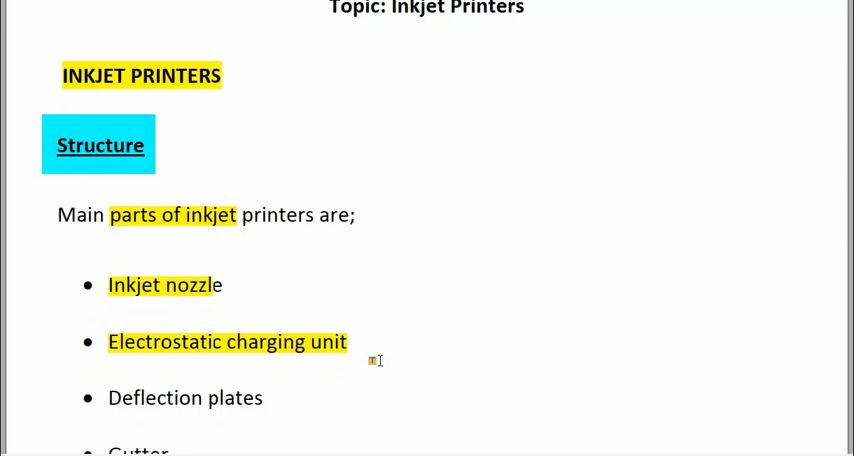 Topic: Inkjet Printers
INKJET PRINTERS
Structure
Main parts of inkjet printers are;
• Inkjet nozzle
• Electrostatic charging unit
• Deflection plates
• Gutter